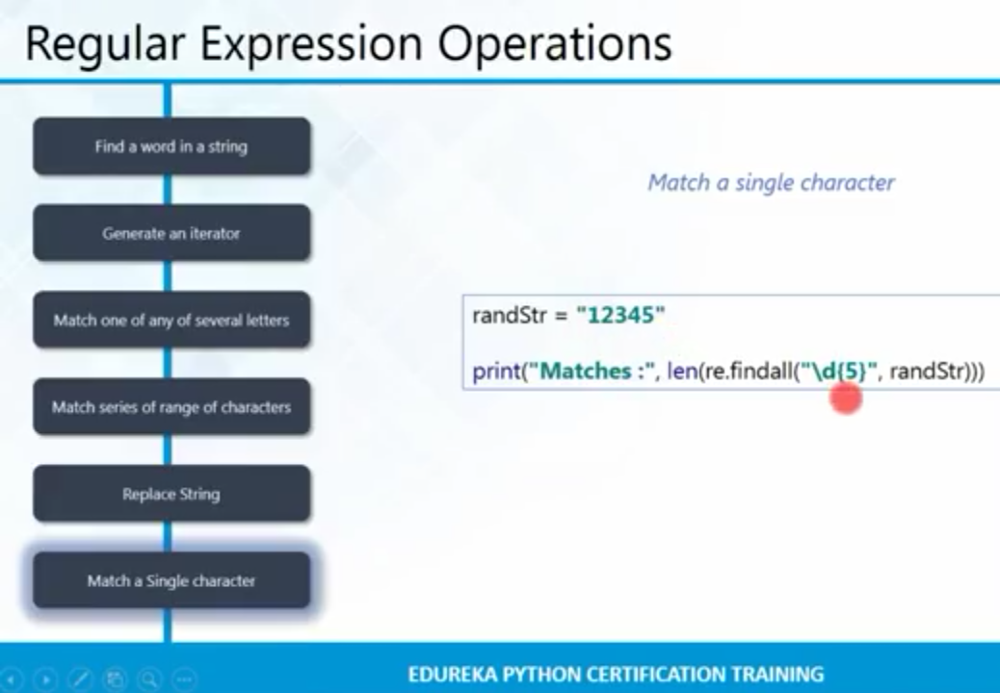 Regular Expression Operations
Find a word in a string
Generate an iterator
Match one of any of several letters
Match series of range of characters
Replace String
Match a Single character
Match a single character
randStr = "12345"
print("Matches :", len(re.findall("\d{5}", randStr)))
EDUREKA PYTHON CERTIFICATION TRAINING